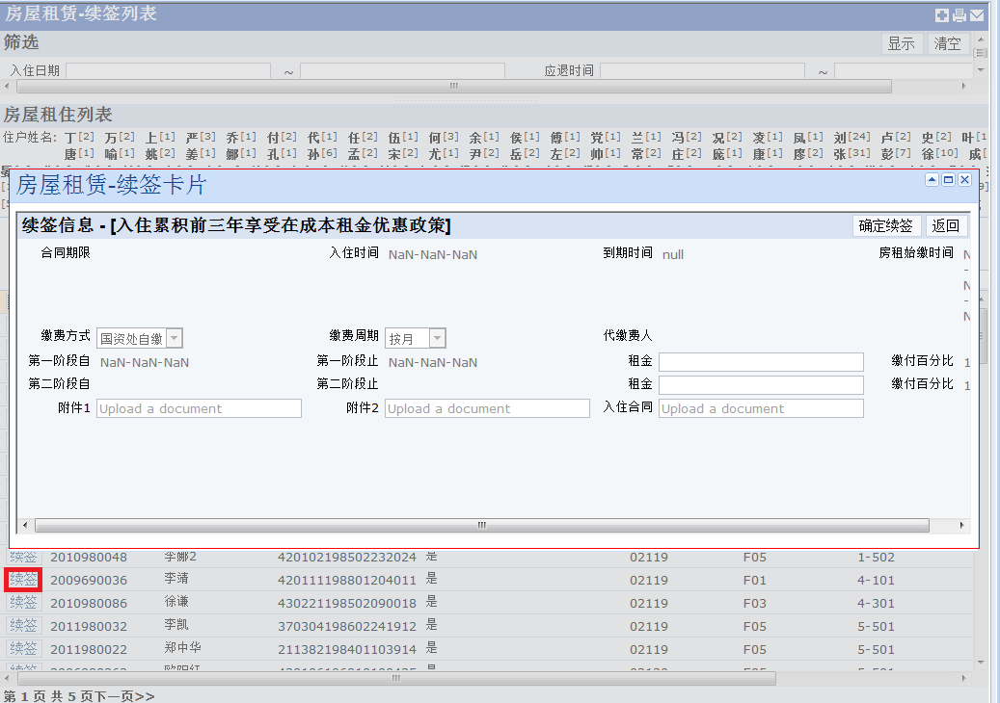 房屋租赁-续签列表
筛选 显示 清空
入住日期 ~ 应退时间 ~
房屋租住列表
住户姓名: 丁[2] 万[2] 上[1] 严[3] 乔[1] 付[2] 代[1] 任[2] 伍[1] 何[3] 余[1] 侯[1] 傅[1] 党[1] 兰[1] 冯[2] 况[2] 凌[1] 凤[1] 刘[24] 卢[2] 史[2] 叶[1
唐[1] 喻[1] 姚[2] 姜[1] 娜[1] 孔[1] 孙[6] 孟[2] 宋[2] 尤[1] 尹[2] 岳[2] 左[2] 帅[1] 常[2] 庄[2] 庞[1] 康[1] 廖[2] 张[31] 彭[7] 徐[10] 成[
房屋租赁-续签卡片
续签信息 - [入住累积前三年享受在成本租金优惠政策] 确定续签 返回
合同期限 入住时间 NaN-NaN-NaN 到期时间 null 房租始缴时间 N
-
N
-
N
缴费方式 国资处自缴 缴费周期 按月 代缴费人
第一阶段自 NaN-NaN-NaN 第一阶段止 NaN-NaN-NaN 租金 缴付百分比 1
第二阶段自 第二阶段止 租金 缴付百分比 1
附件1 Upload a document 附件2 Upload a document 入住合同 Upload a document
续签 2010980048 李娜2 420102198502232024 是 02119 F05 1-502
续签 2009690036 李靖 420111198801204011 是 02119 F01 4-101
续签 2010980086 徐谦 430221198502090018 是 02119 F03 4-301
续签 2011980032 李凯 370304198602241912 是 02119 F05 5-501
续签 2011980022 郑中华 211382198401103914 是 02119 F05 5-501
第 1 页 共 5 页下一页>>